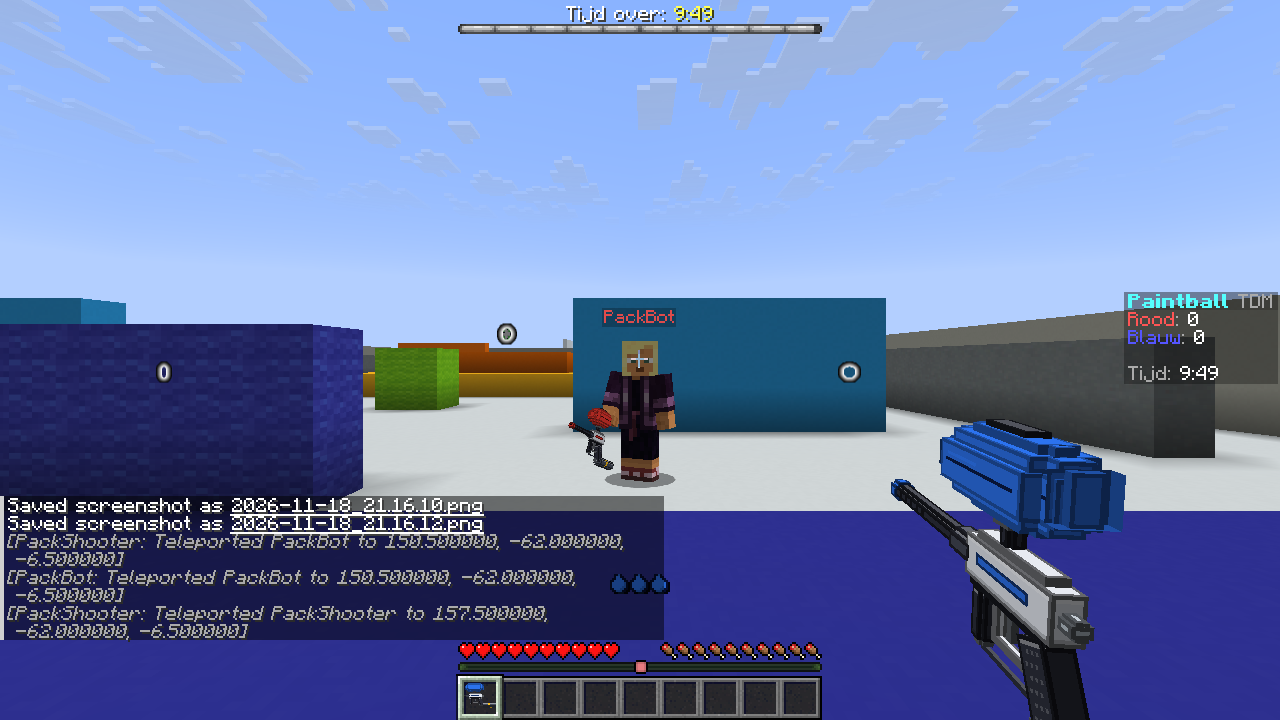 Tijd over: 9:49
PackBot
Paintball TDM
Rood: 0
Blauw: 0
Tijd: 9:49
Saved screenshot as 2026-11-18_21.16.10.png
Saved screenshot as 2026-11-18_21.16.12.png
[PackShooter: Teleported PackBot to 150.500000, -62.000000,
-6.500000]
[PackBot: Teleported PackBot to 150.500000, -62.000000,
-6.500000]
[PackShooter: Teleported PackShooter to 157.500000,
-62.000000, -6.500000]